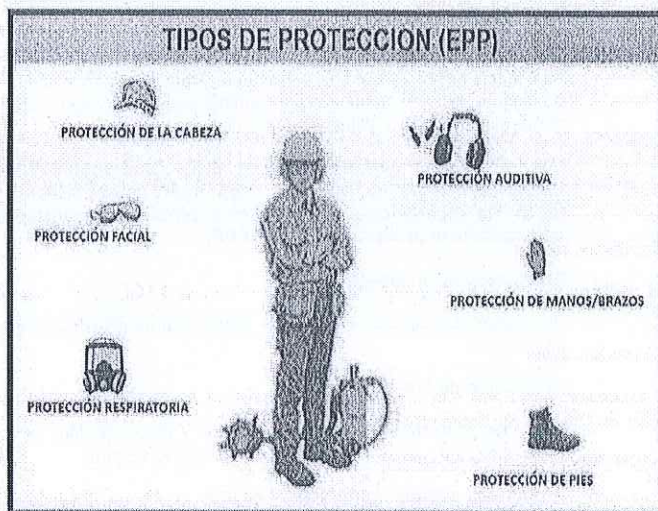 TIPOS DE PROTECCIÓN (EPP)
PROTECCIÓN DE LA CABEZA
PROTECCIÓN AUDITIVA
PROTECCIÓN FACIAL
PROTECCIÓN DE MANOS/BRAZOS
PROTECCIÓN RESPIRATORIA
PROTECCIÓN DE PIES